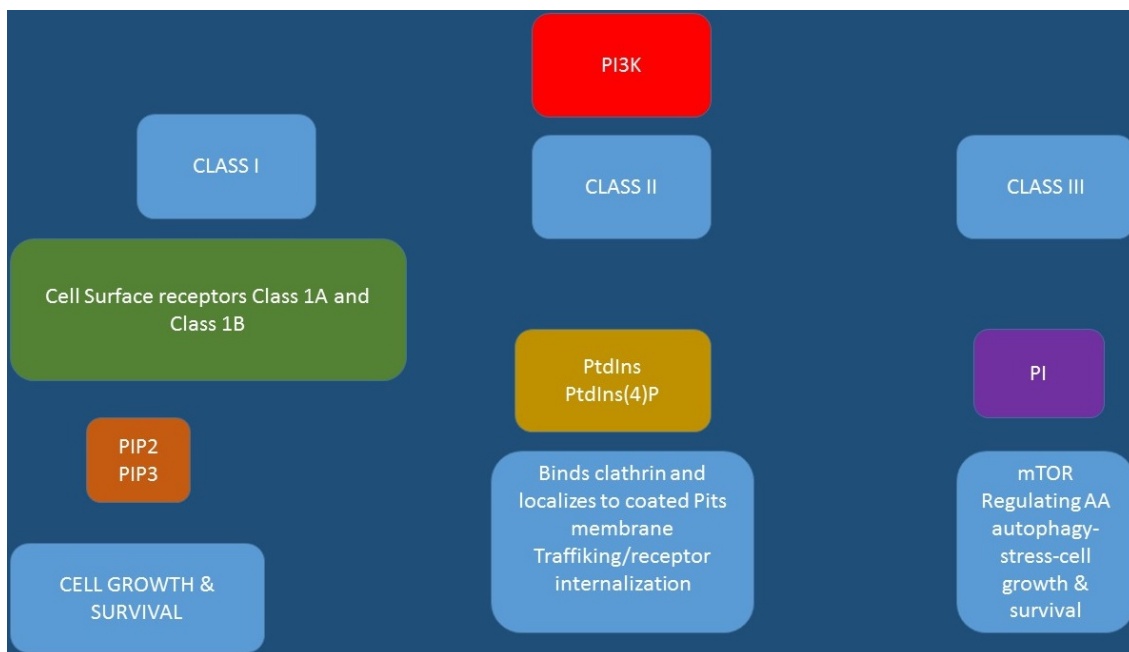 PI3K
CLASS I
CLASS II
CLASS III
Cell Surface receptors Class 1A and
Class 1B
PtdIns
PtdIns(4)P
PI
PIP2
PIP3
Binds clathrin and
localizes to coated Pits
membrane
Traffiking/receptor
internalization
mTOR
Regulating AA
autophagy-
stress-cell
growth &
survival
CELL GROWTH &
SURVIVAL